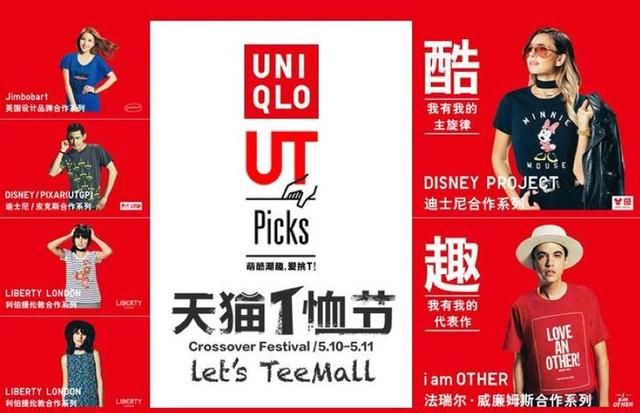 Jimbobart
英国设计品牌合作系列
DISNEY/PIXAR(UTGP)
迪士尼/皮克斯合作系列
LIBERTY LONDON
利伯提伦敦合作系列
LIBERTY
LIBERTY LONDON
利伯提伦敦合作系列
LIBERTY
UNI
QLO
UT
Picks
萌酷潮趣,爱挑T!
天猫T恤节
Crossover Festival /5.10-5.11
Let's TeeMall
酷
我有我的
主旋律
MINNIE
MOUSE
DISNEY PROJECT
迪士尼合作系列
趣
我有我的
代表作
LOVE
AN
OTHER!
i am OTHER
法瑞尔·威廉姆斯合作系列
i am
OTHER